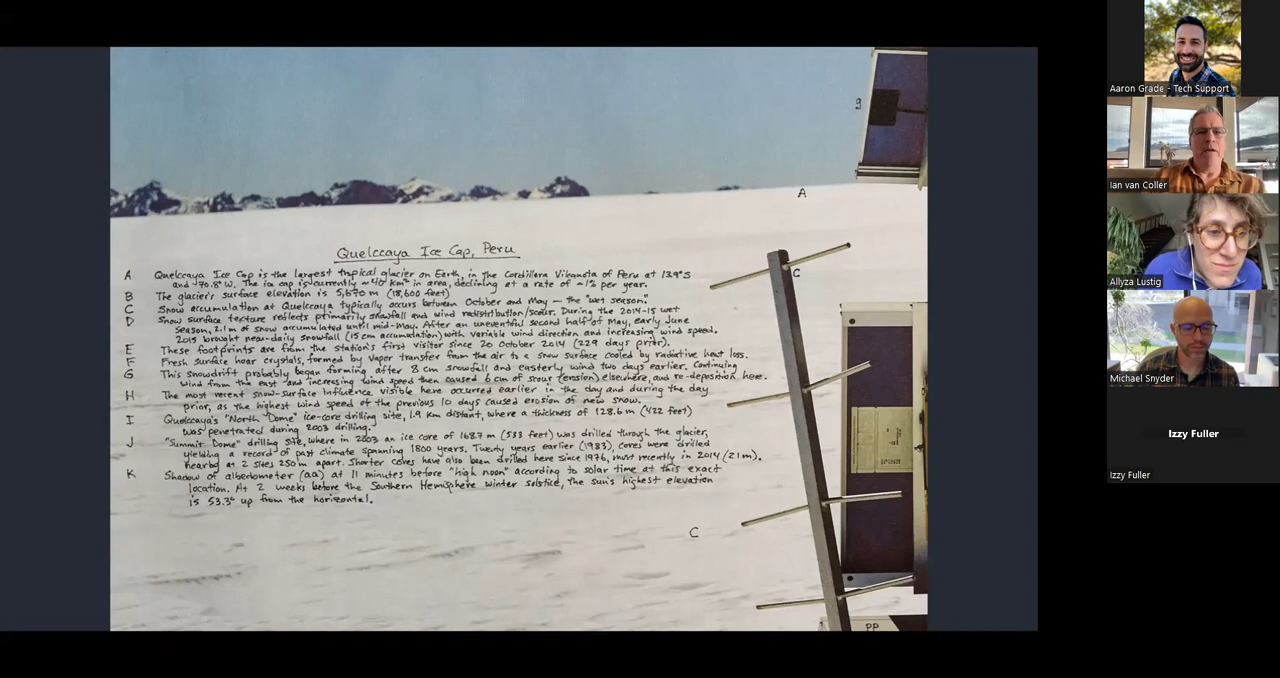 Aaron Grade - Tech Support
g
Ian van Coller
A
Quelccaya Ice Cap, Peru
Allyza Lustig
A Quelccaya Ice Cap is the largest tropical glacier on Earth, in the Cordillera Vilcanota of Peru at 13.9°S
and 70.8°W. The ice cap is currently ~40 km² in area, declining at a rate of ~1% per year.
C
B The glacier's surface elevation is 5,670 m (18,600 feet)
C Snow accumulation at Quelccaya typically occurs between October and May — the "wet season."
D Snow surface texture reflects primarily snowfall and wind redistribution/scour. During the 2014-15 wet
season, 2.1 m of snow accumulated until mid-May. After an uneventful second half of May, early June
2015 brought near-daily snowfall (15 cm accumulation) with variable wind direction and increasing wind speed.
E These footprints are from the station's first visitor since 20 October 2014 (229 days prior).
F Fresh surface hoar crystals, formed by vapor transfer from the air to a snow surface cooled by radiative heat loss.
G This snowdrift probably began forming after 8 cm snowfall and easterly wind two days earlier. Continuing
wind from the east and increasing wind speed then caused 6 cm of scour (erosion) elsewhere, and re-deposition here.
H The most recent snow-surface influence visible here occurred earlier in the day and during the day
prior, as the highest wind speed of the previous 10 days caused erosion of new snow.
I Quelccaya's "North Dome" ice-core drilling site, 1.9 km distant, where a thickness of 128.6 m (422 feet)
was penetrated during 2003 drilling.
J "Summit Dome" drilling site, where in 2003 an ice core of 168.7 m (553 feet) was drilled through the glacier,
yielding a record of past climate spanning 1800 years. Twenty years earlier (1983), cores were drilled
nearby at 2 sites 250 m apart. Shorter cores have also been drilled here since 1976, most recently in 2014 (21 m).
K Shadow of albedometer (aa) at 11 minutes before "high noon" according to solar time at this exact
location. At 2 weeks before the Southern Hemisphere winter solstice, the sun's highest elevation
is 53.3° up from the horizontal.
Michael Snyder
Izzy Fuller
Izzy Fuller
C
PP